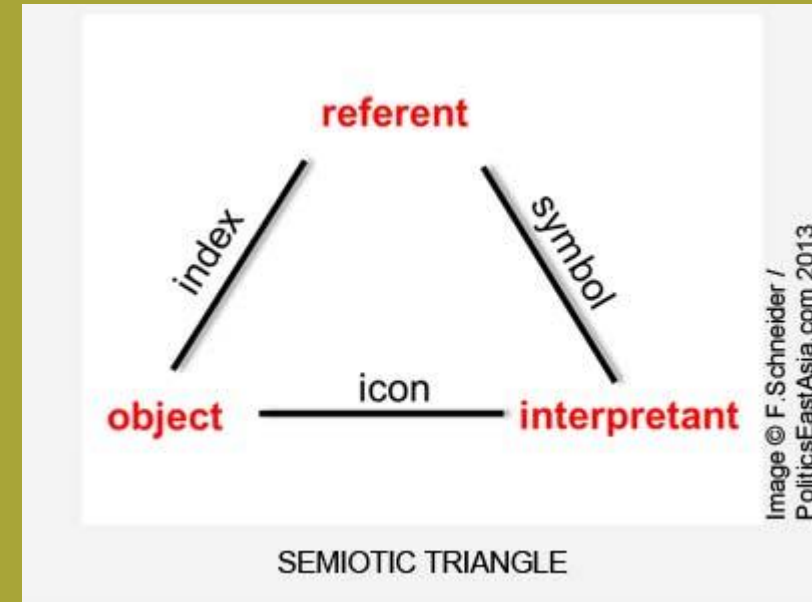 referent
index
symbol
icon
object
interpretant
Image © F.Schneider /
PoliticsEastAsia.com 2013
SEMIOTIC TRIANGLE